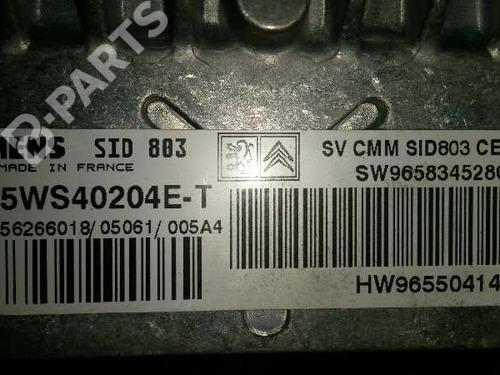 B-PARTS
SID 803
MADE IN FRANCE
5WS40204E-T
56266018/05061/005A4
SV CMM SID803 CE
SW9658345280
HW96550414